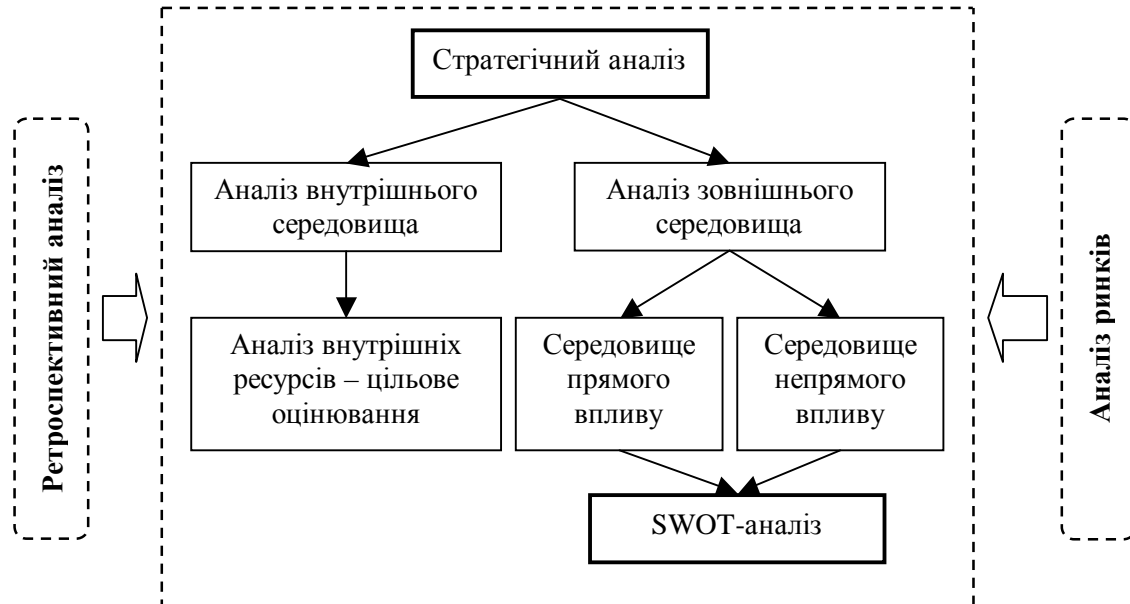 Стратегічний аналіз
Ретроспективний аналіз
Аналіз внутрішнього
середовища
Аналіз зовнішнього
середовища
Аналіз ринків
Аналіз внутрішніх
ресурсів – цільове
оцінювання
Середовище
прямого
впливу
Середовище
непрямого
впливу
SWOT-аналіз